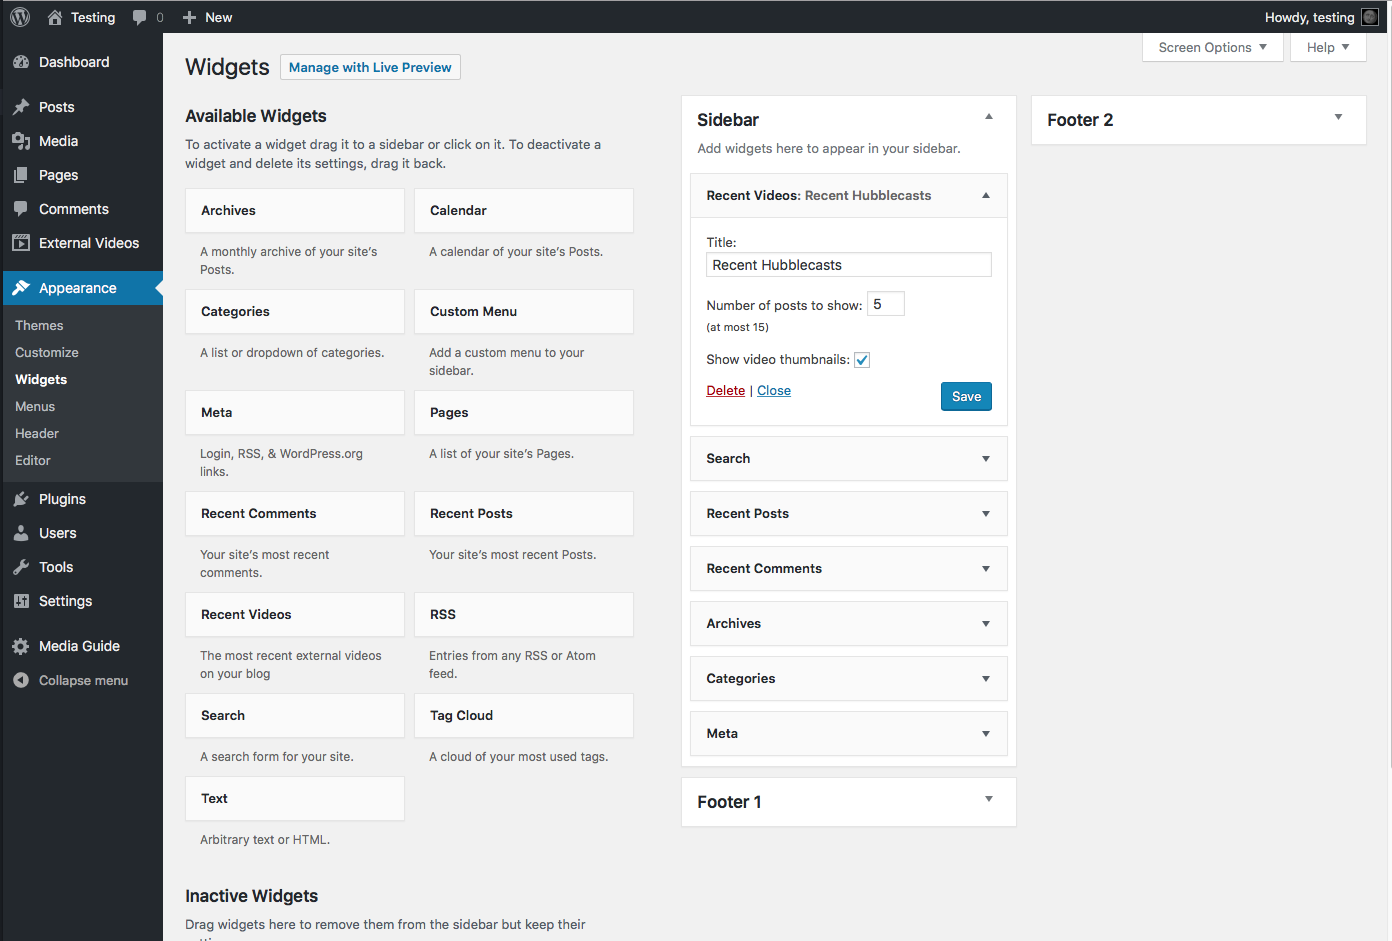 Testing
0
New
Howdy, testing
Dashboard
Posts
Media
Pages
Comments
External Videos
Appearance
Themes
Customize
Widgets
Menus
Header
Editor
Plugins
Users
Tools
Settings
Media Guide
Collapse menu
Screen Options
Help
Widgets
Manage with Live Preview
Available Widgets
To activate a widget drag it to a sidebar or click on it. To deactivate a
widget and delete its settings, drag it back.
Archives
A monthly archive of your site’s
Posts.
Calendar
A calendar of your site’s Posts.
Categories
A list or dropdown of categories.
Custom Menu
Add a custom menu to your
sidebar.
Meta
Login, RSS, & WordPress.org
links.
Pages
A list of your site’s Pages.
Recent Comments
Your site’s most recent
comments.
Recent Posts
Your site’s most recent Posts.
Recent Videos
The most recent external videos
on your blog
RSS
Entries from any RSS or Atom
feed.
Search
A search form for your site.
Tag Cloud
A cloud of your most used tags.
Text
Arbitrary text or HTML.
Inactive Widgets
Drag widgets here to remove them from the sidebar but keep their
Sidebar
Add widgets here to appear in your sidebar.
Recent Videos: Recent Hubblecasts
Title:
Recent Hubblecasts
Number of posts to show: 5
(at most 15)
Show video thumbnails:
Delete | Close
Save
Search
Recent Posts
Recent Comments
Archives
Categories
Meta
Footer 1
Footer 2